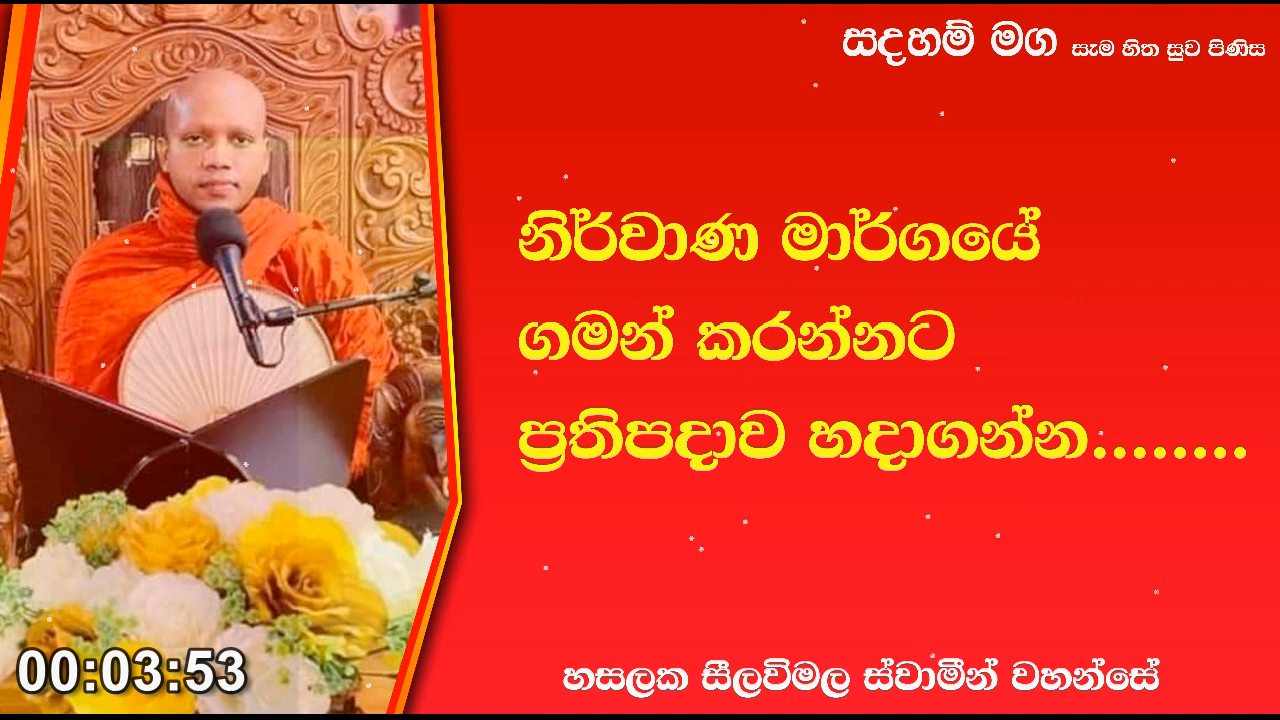 සදහම් මග සැම හිත සුව පිණිස
නිර්වාණ මාර්ගයේ
ගමන් කරන්නට
ප්‍රතිපදාව හදාගන්න........
00:03:53
හසලක සීලවිමල ස්වාමීන් වහන්සේ